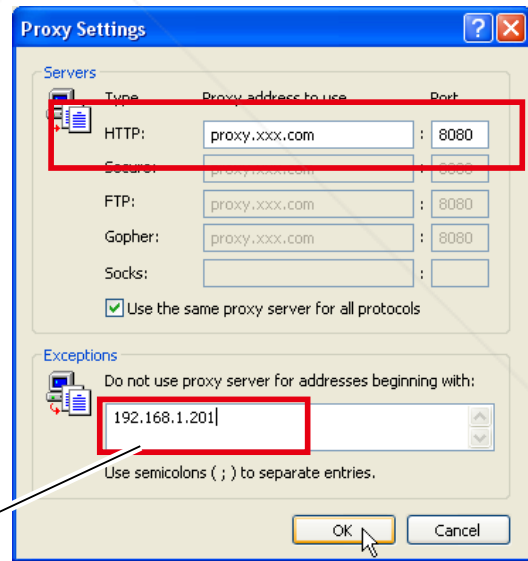 Proxy Settings
Servers
Type Proxy address to use Port
HTTP: proxy.xxx.com : 8080
Secure: proxy.xxx.com : 8080
FTP: proxy.xxx.com : 8080
Gopher: proxy.xxx.com : 8080
Socks: :
Use the same proxy server for all protocols
Exceptions
Do not use proxy server for addresses beginning with:
192.168.1.201
Use semicolons ( ; ) to separate entries.
OK Cancel